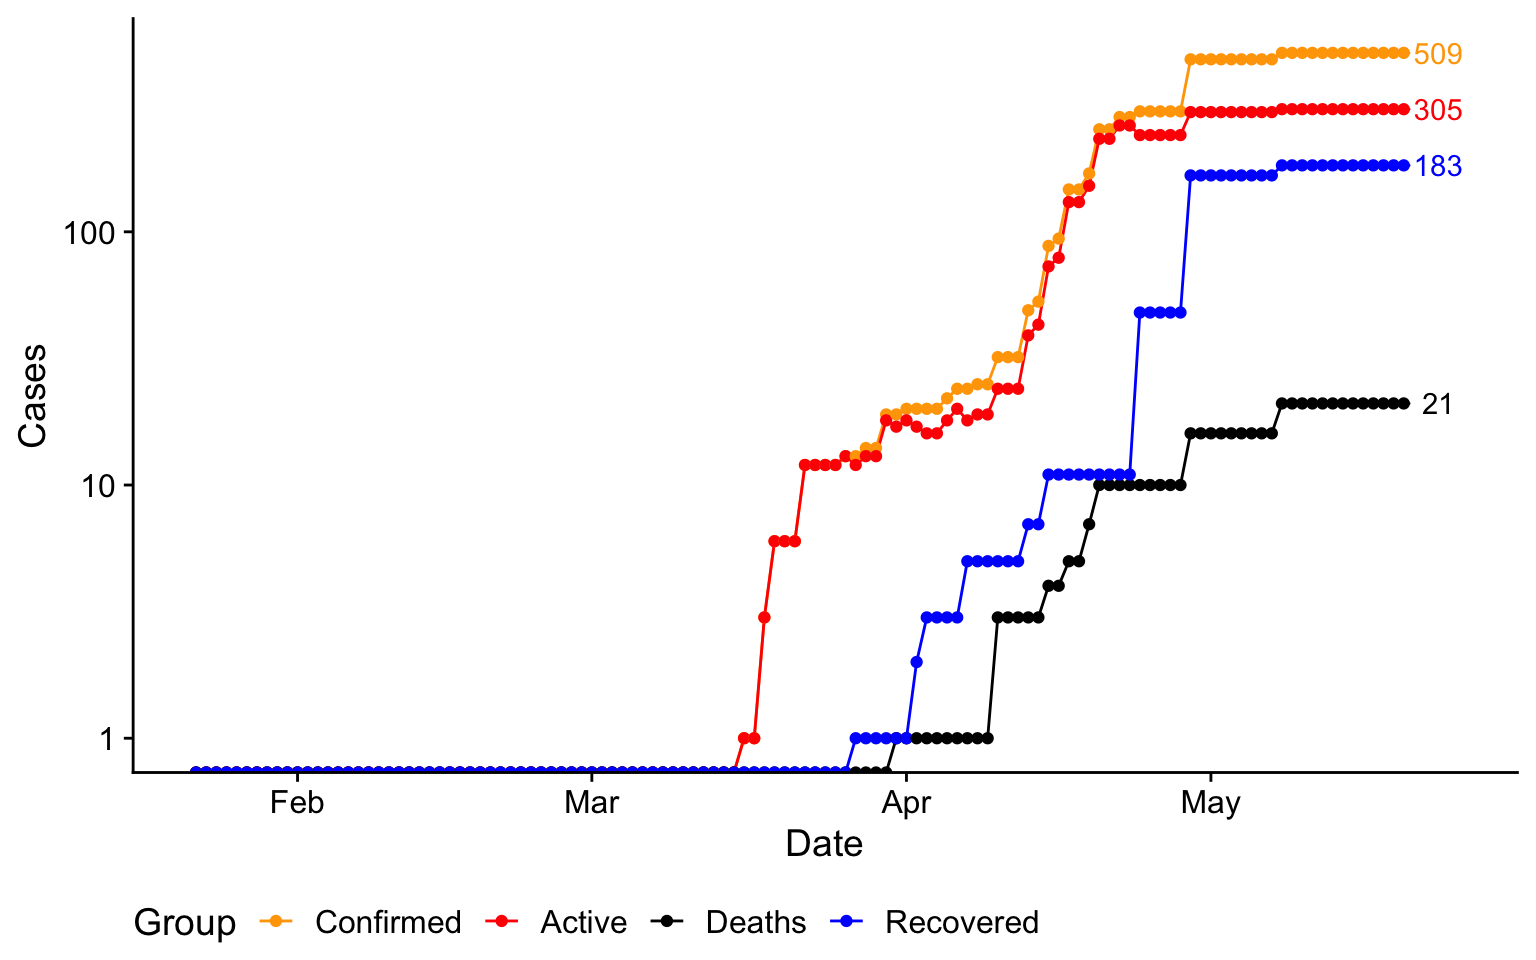 509
305
183
21
100
10
1
Cases
Feb Mar Apr May
Date
Group Confirmed Active Deaths Recovered